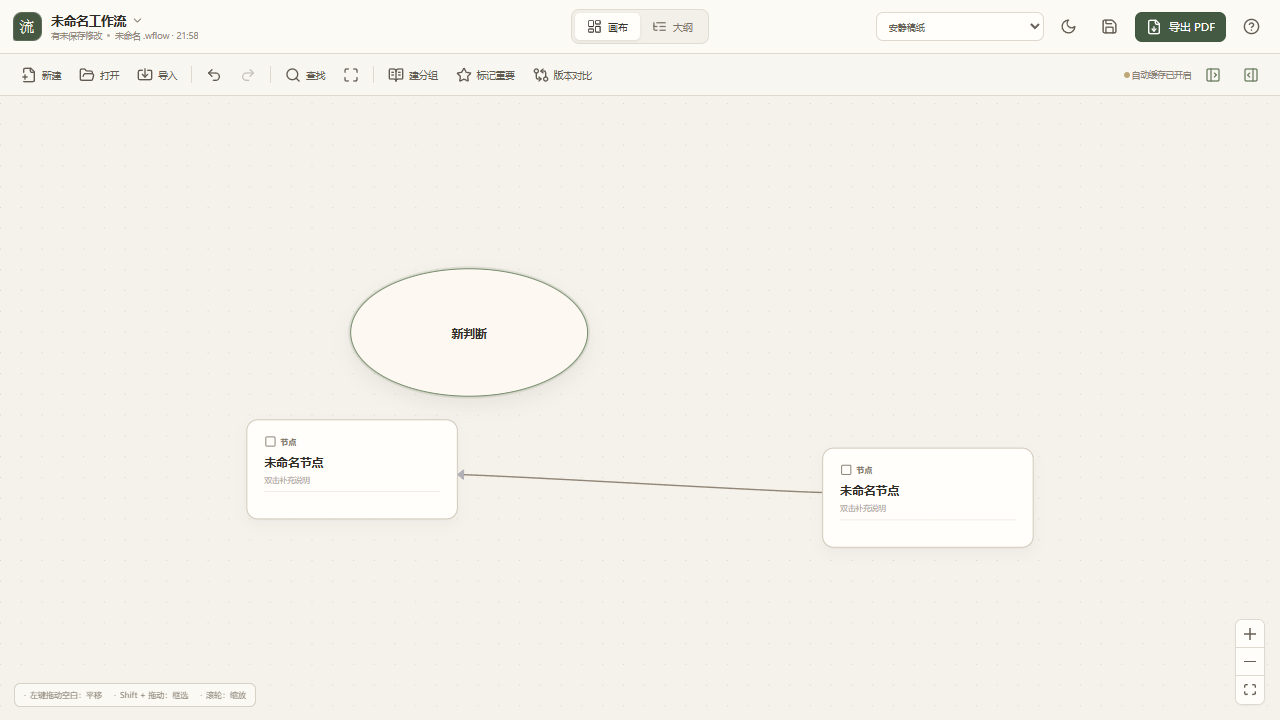 流
未命名工作流
有未保存修改 • 未命名.wflow · 21:58
画布
大纲
安静稿纸
导出 PDF
新建
打开
导入
查找
建分组
标记重要
版本对比
自动缓存已开启
新判断
节点
未命名节点
双击补充说明
节点
未命名节点
双击补充说明
· 左键拖动空白：平移 · Shift + 拖动：框选 · 滚轮：缩放